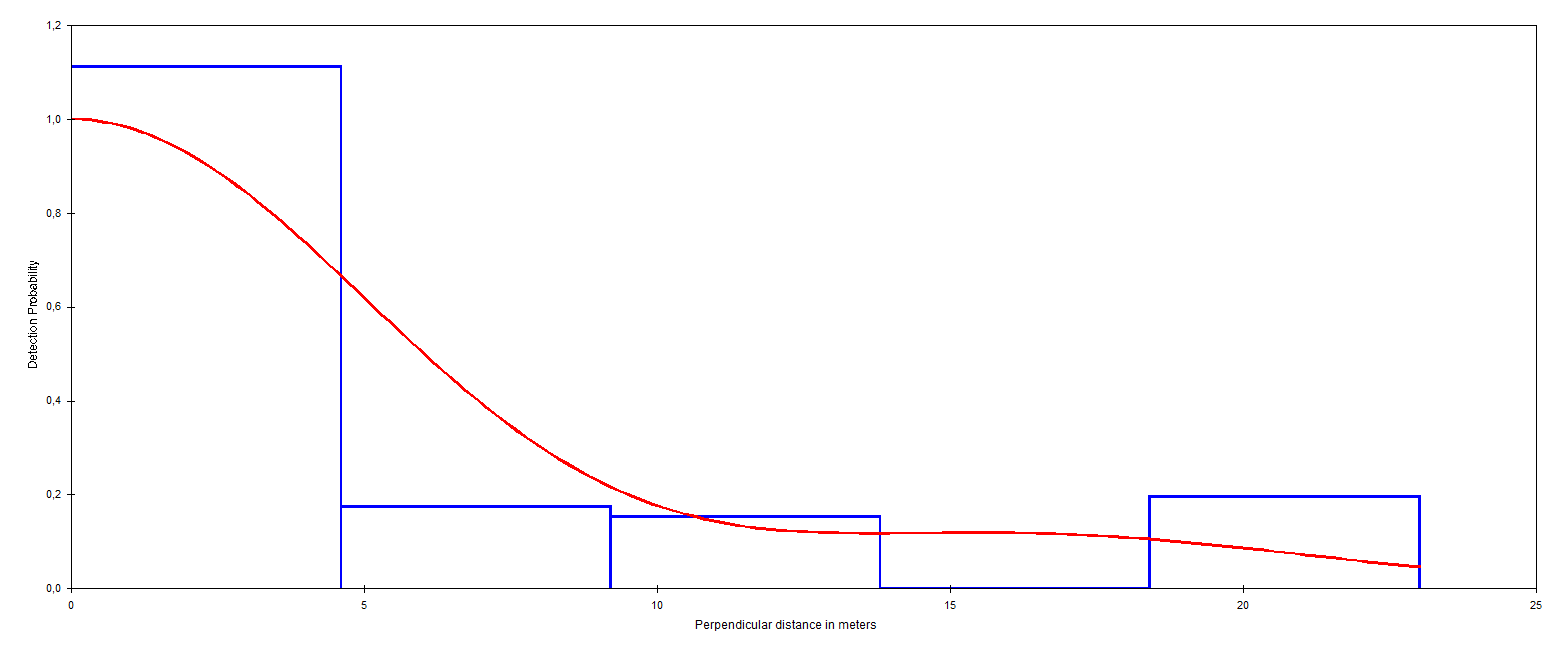 1,2
1,0
0,8
0,6
0,4
0,2
0,0
Detection Probability
0 5 10 15 20 25
Perpendicular distance in meters